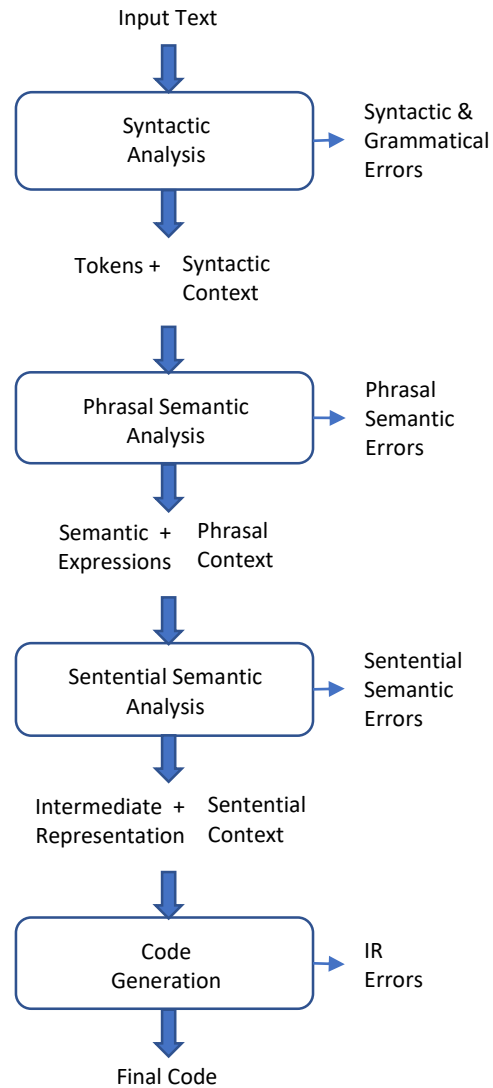 Input Text
Syntactic
Analysis
Syntactic &
Grammatical
Errors
Tokens + Syntactic
Context
Phrasal Semantic
Analysis
Phrasal
Semantic
Errors
Semantic + Phrasal
Expressions Context
Sentential Semantic
Analysis
Sentential
Semantic
Errors
Intermediate + Sentential
Representation Context
Code
Generation
IR
Errors
Final Code